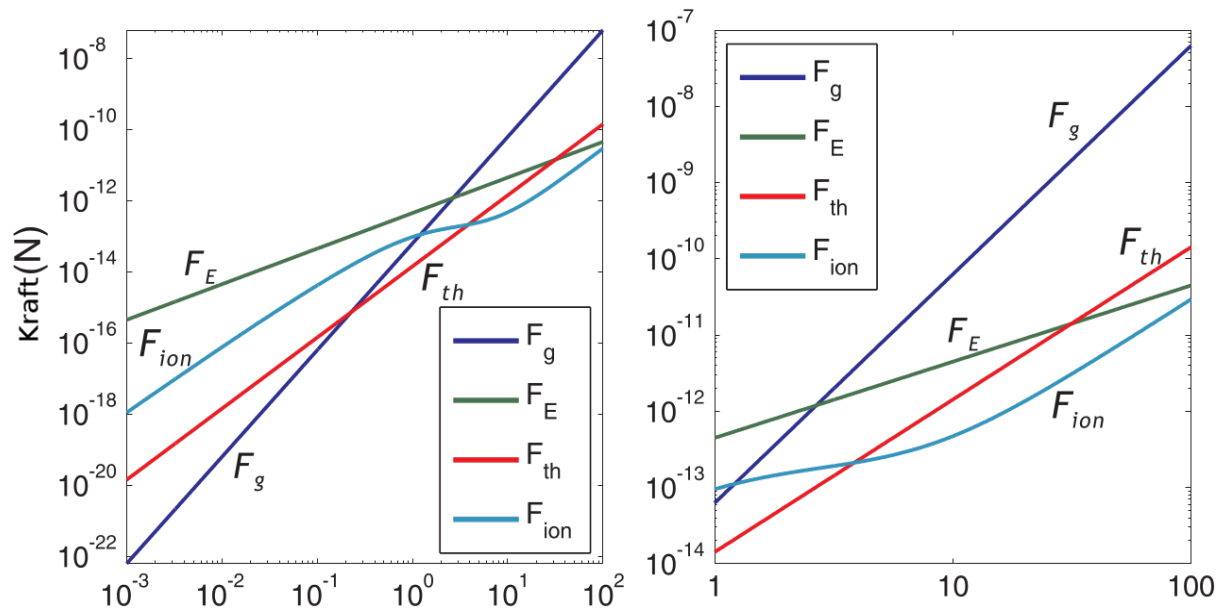 Kraft(N)
10^-8
10^-10
10^-12
10^-14
10^-16
10^-18
10^-20
10^-22
10^-3
10^-2
10^-1
10^0
10^1
10^2
F_E
F_ion
F_th
F_g
F_g
F_E
F_th
F_ion
10^-7
10^-8
10^-9
10^-10
10^-11
10^-12
10^-13
10^-14
1
10
100
F_g
F_E
F_th
F_ion
F_g
F_th
F_E
F_ion